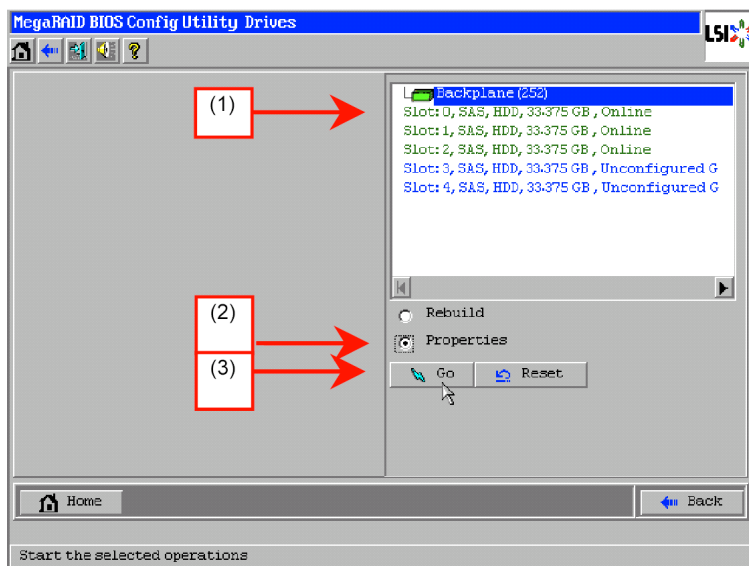 MegaRAID BIOS Config Utility Drives
LSI
(1)
Backplane (252)
Slot: 0, SAS, HDD, 33.375 GB , Online
Slot: 1, SAS, HDD, 33.375 GB , Online
Slot: 2, SAS, HDD, 33.375 GB , Online
Slot: 3, SAS, HDD, 33.375 GB , Unconfigured G
Slot: 4, SAS, HDD, 33.375 GB , Unconfigured G
(2)
Rebuild
Properties
(3)
Go
Reset
Home
Back
Start the selected operations